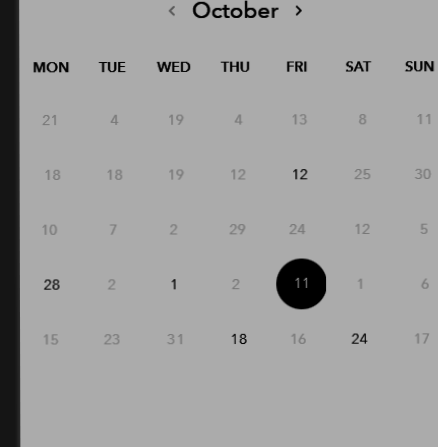 ‹ October ›
MON TUE WED THU FRI SAT SUN
21 4 19 4 13 8 11
18 18 19 12 12 25 30
10 7 2 29 24 12 5
28 2 1 2 11 1 6
15 23 31 18 16 24 17